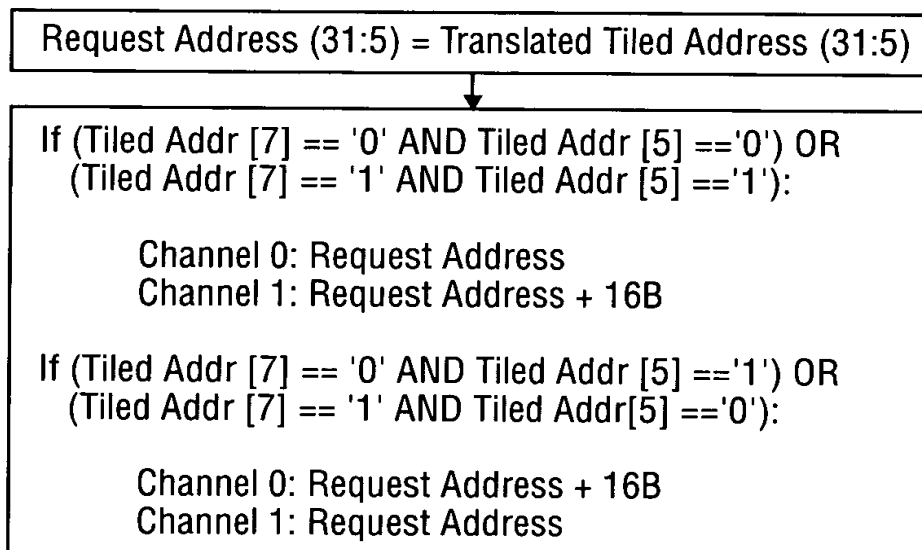 Request Address (31:5) = Translated Tiled Address (31:5)
If (Tiled Addr [7] == '0' AND Tiled Addr [5] =='0') OR
(Tiled Addr [7] == '1' AND Tiled Addr [5] =='1'):
Channel 0: Request Address
Channel 1: Request Address + 16B
If (Tiled Addr [7] == '0' AND Tiled Addr [5] =='1') OR
(Tiled Addr [7] == '1' AND Tiled Addr[5] =='0'):
Channel 0: Request Address + 16B
Channel 1: Request Address